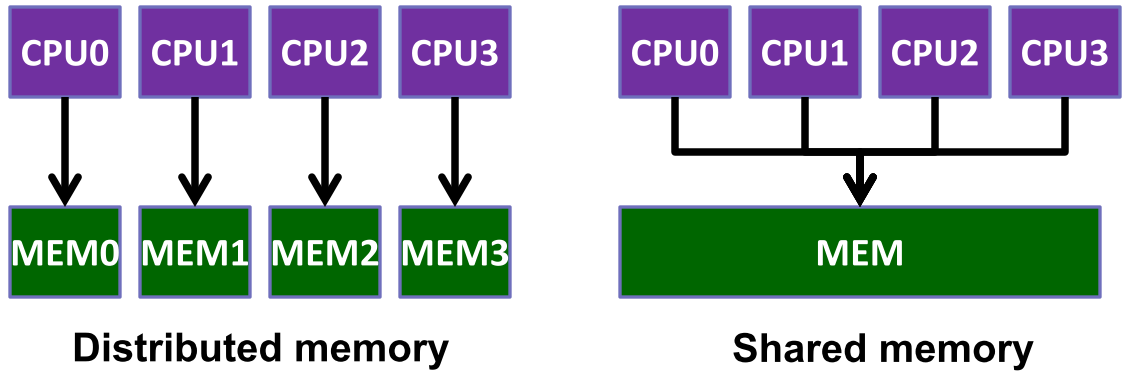 CPU0 CPU1 CPU2 CPU3
MEM0 MEM1 MEM2 MEM3
Distributed memory
CPU0 CPU1 CPU2 CPU3
MEM
Shared memory